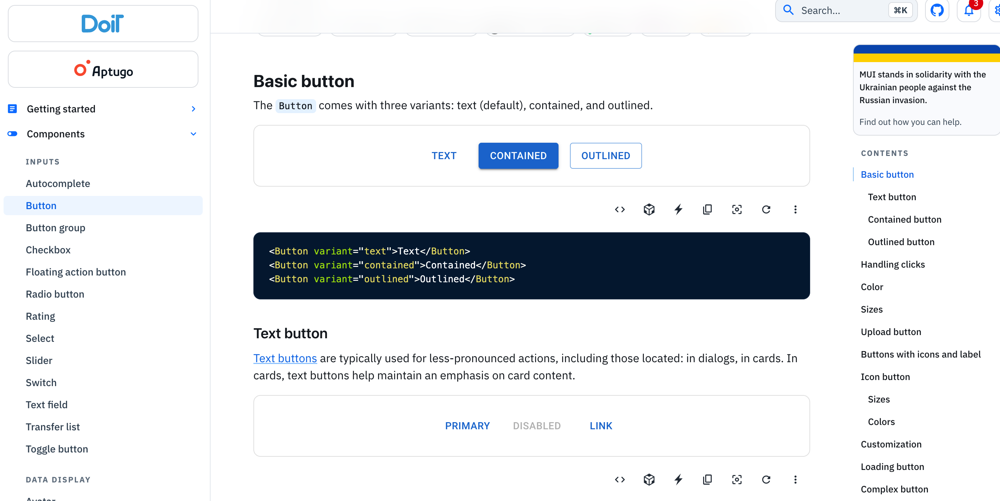 DoiT
Aptugo
Getting started
Components
INPUTS
Autocomplete
Button
Button group
Checkbox
Floating action button
Radio button
Rating
Select
Slider
Switch
Text field
Transfer list
Toggle button
DATA DISPLAY
Avatar
Search...
⌘K
3
Basic button
The Button comes with three variants: text (default), contained, and outlined.
TEXT CONTAINED OUTLINED
<Button variant="text">Text</Button>
<Button variant="contained">Contained</Button>
<Button variant="outlined">Outlined</Button>
Text button
Text buttons are typically used for less-pronounced actions, including those located: in dialogs, in cards. In
cards, text buttons help maintain an emphasis on card content.
PRIMARY DISABLED LINK
MUI stands in solidarity with the
Ukrainian people against the
Russian invasion.
Find out how you can help.
CONTENTS
Basic button
Text button
Contained button
Outlined button
Handling clicks
Color
Sizes
Upload button
Buttons with icons and label
Icon button
Sizes
Colors
Customization
Loading button
Complex button